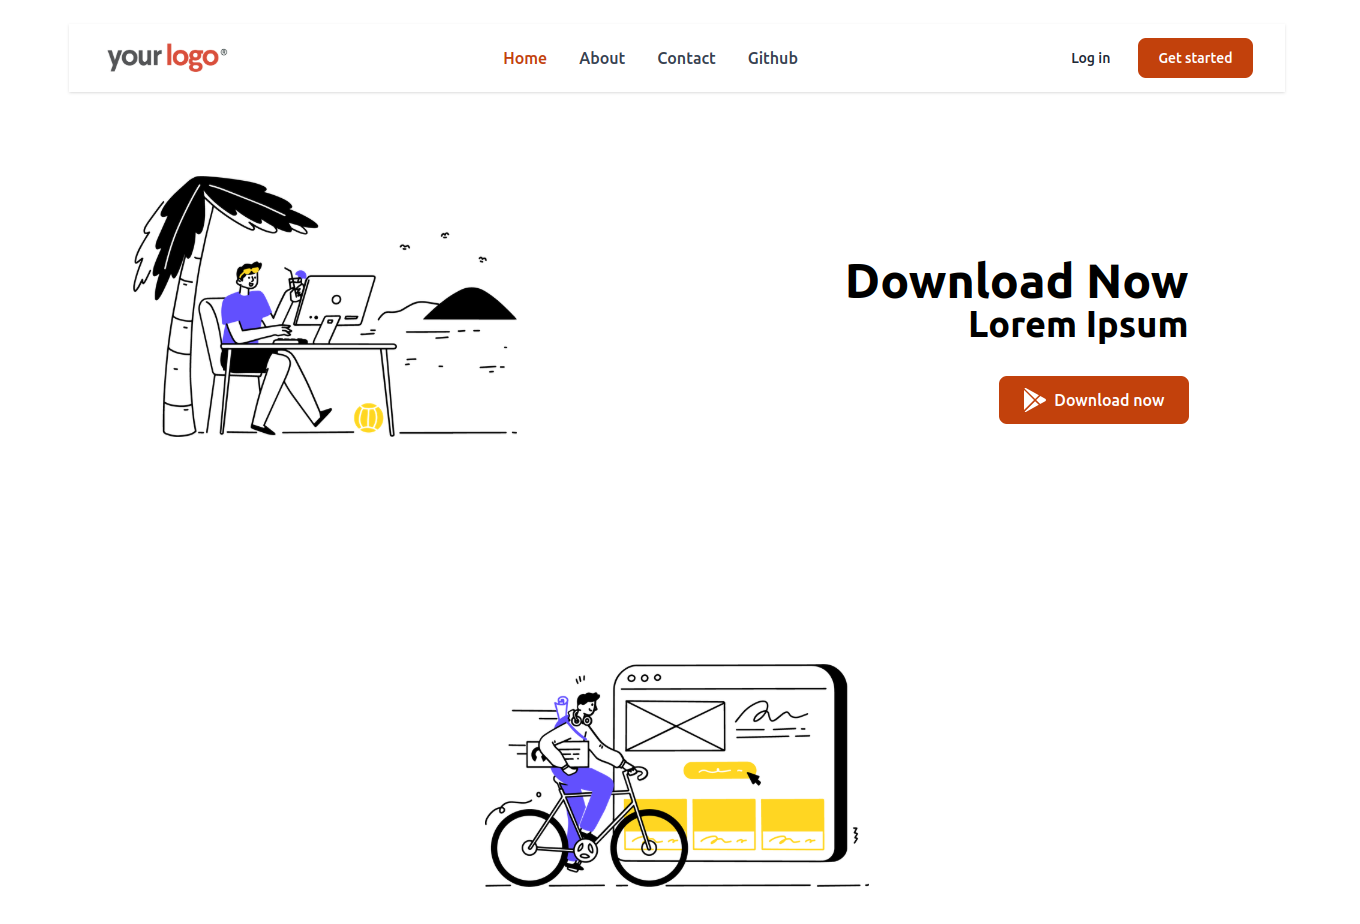 your logo®
Home About Contact Github
Log in Get started
Download Now
Lorem Ipsum
Download now